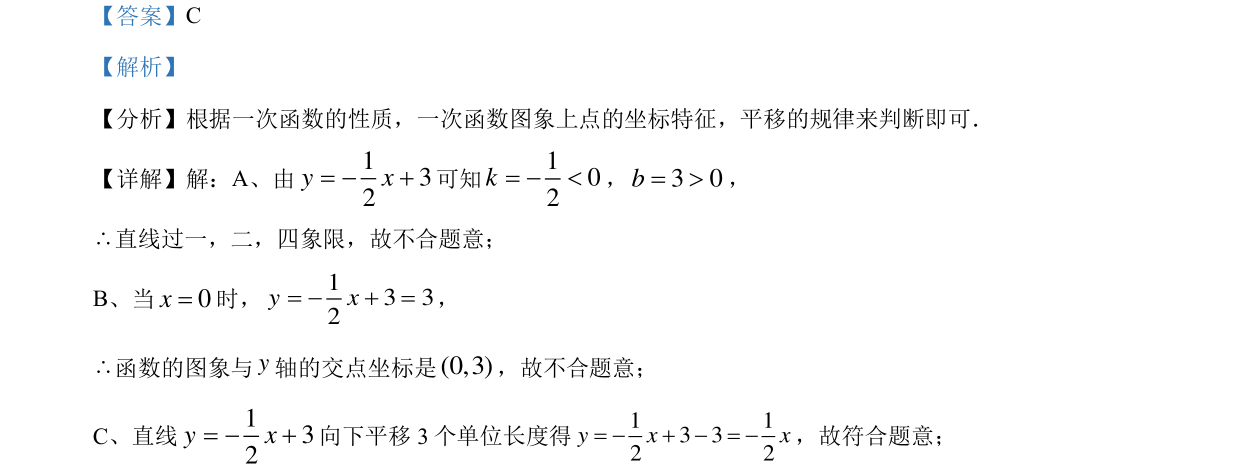 【答案】C
【解析】
【分析】根据一次函数的性质，一次函数图象上点的坐标特征，平移的规律来判断即可．
【详解】解：A、由 y = −1/2 x + 3 可知 k = −1/2 < 0，b = 3 > 0，
∴直线过一，二，四象限，故不合题意；
B、当 x = 0 时，y = −1/2 x + 3 = 3，
∴函数的图象与 y 轴的交点坐标是 (0,3)，故不合题意；
C、直线 y = −1/2 x + 3 向下平移 3 个单位长度得 y = −1/2 x + 3 − 3 = −1/2 x，故符合题意；